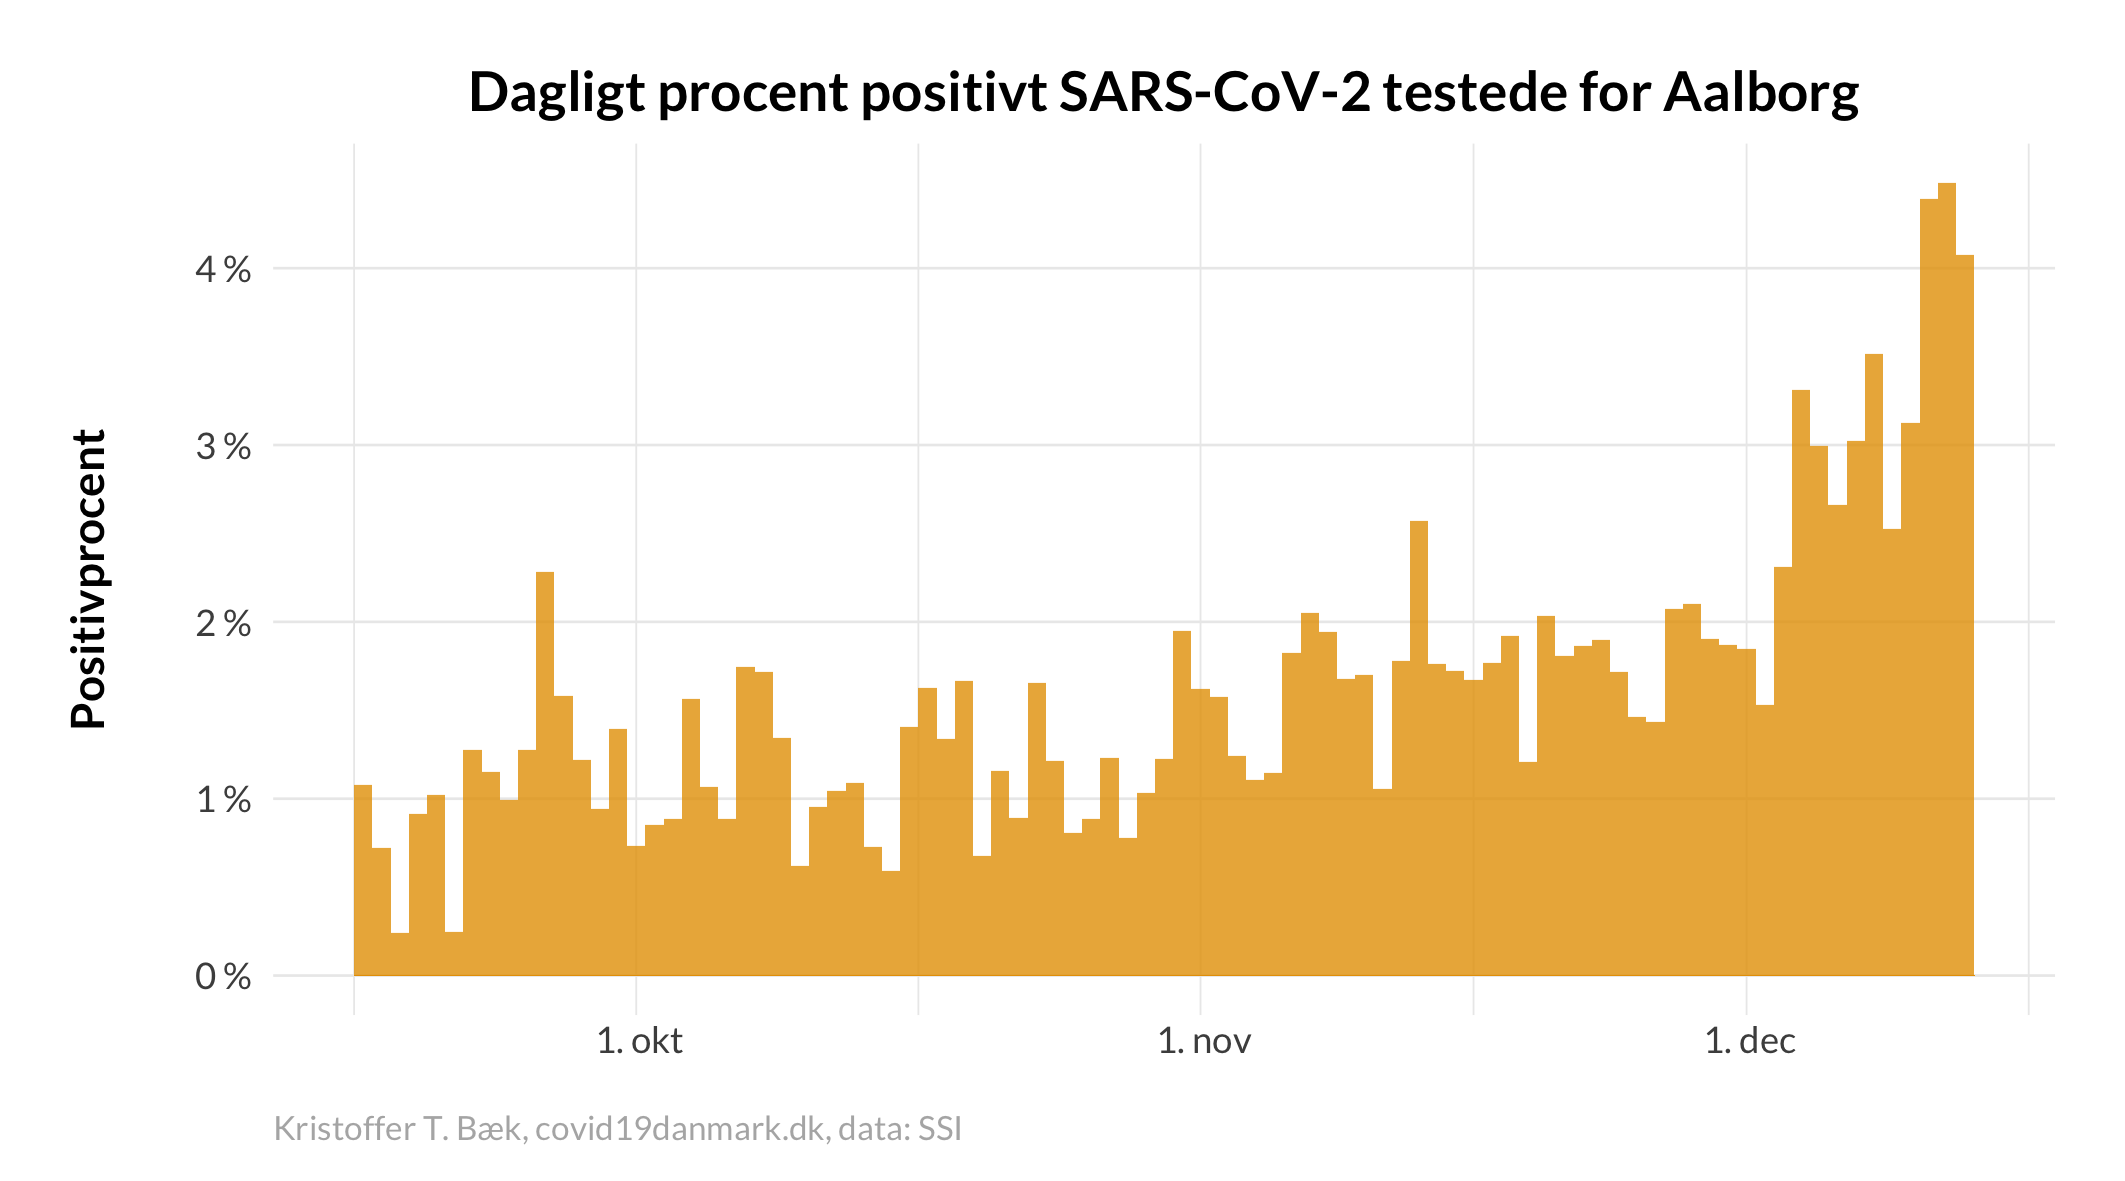 Dagligt procent positivt SARS-CoV-2 testede for Aalborg
Positivprocent
4 %
3 %
2 %
1 %
0 %
1. okt
1. nov
1. dec
Kristoffer T. Bæk, covid19danmark.dk, data: SSI